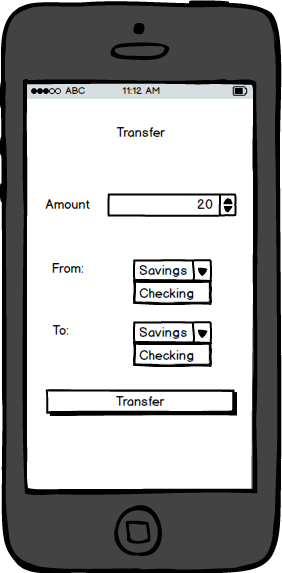 ABC 11:12 AM
Transfer
Amount 20
From: Savings
Checking
To: Savings
Checking
Transfer